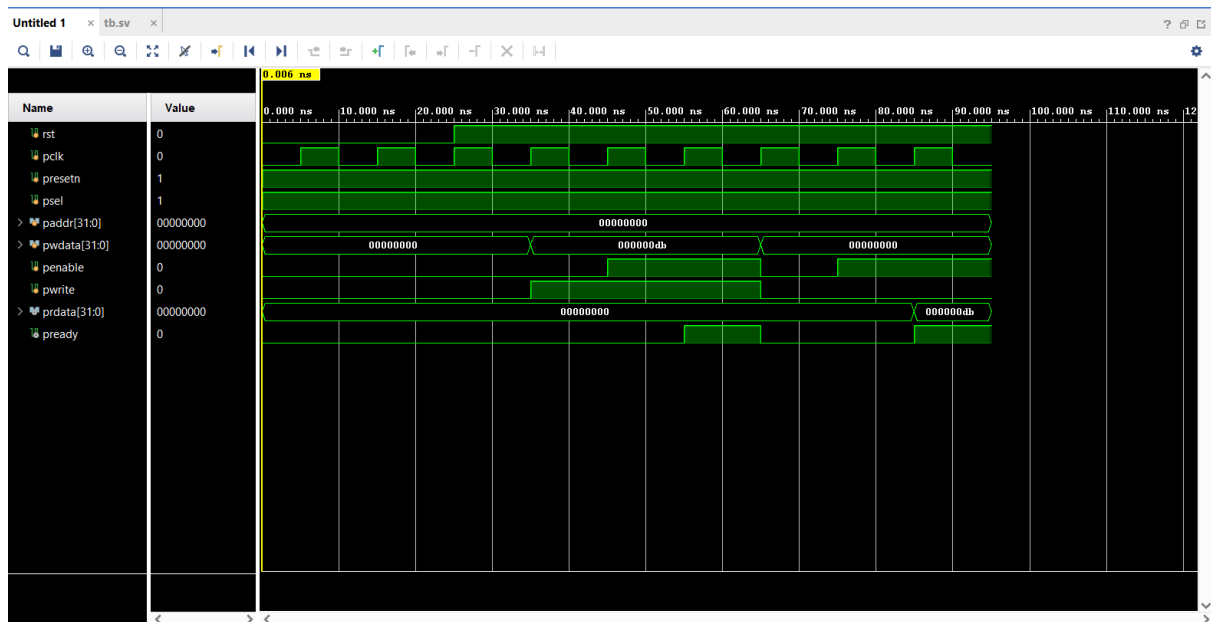 Untitled 1 × tb.sv ×
? 
0.006 ns
Name Value
0.000 ns 10.000 ns 20.000 ns 30.000 ns 40.000 ns 50.000 ns 60.000 ns 70.000 ns 80.000 ns 90.000 ns 100.000 ns 110.000 ns 12
rst 0
pclk 0
presetn 1
psel 1
> paddr[31:0] 00000000 00000000
> pwdata[31:0] 00000000 00000000 000000db 00000000
penable 0
pwrite 0
> prdata[31:0] 00000000 00000000 000000db
pready 0